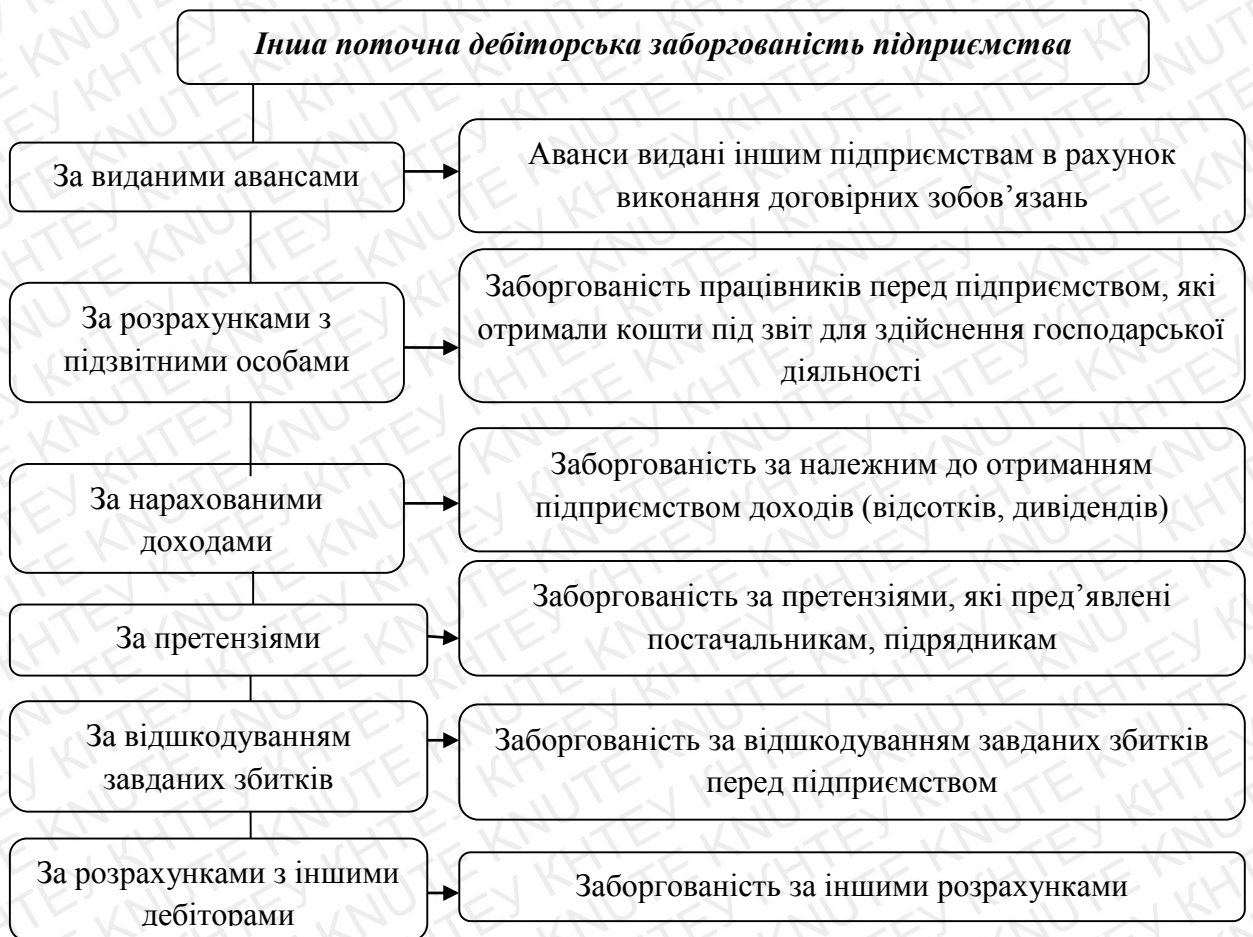 Інша поточна дебіторська заборгованість підприємства
За виданими авансами
Аванси видані іншим підприємствам в рахунок
виконання договірних зобов’язань
За розрахунками з
підзвітними особами
Заборгованість працівників перед підприємством, які
отримали кошти під звіт для здійснення господарської
діяльності
За нарахованими
доходами
Заборгованість за належним до отриманням
підприємством доходів (відсотків, дивідендів)
За претензіями
Заборгованість за претензіями, які пред’явлені
постачальникам, підрядникам
За відшкодуванням
завданих збитків
Заборгованість за відшкодуванням завданих збитків
перед підприємством
За розрахунками з іншими
дебіторами
Заборгованість за іншими розрахунками